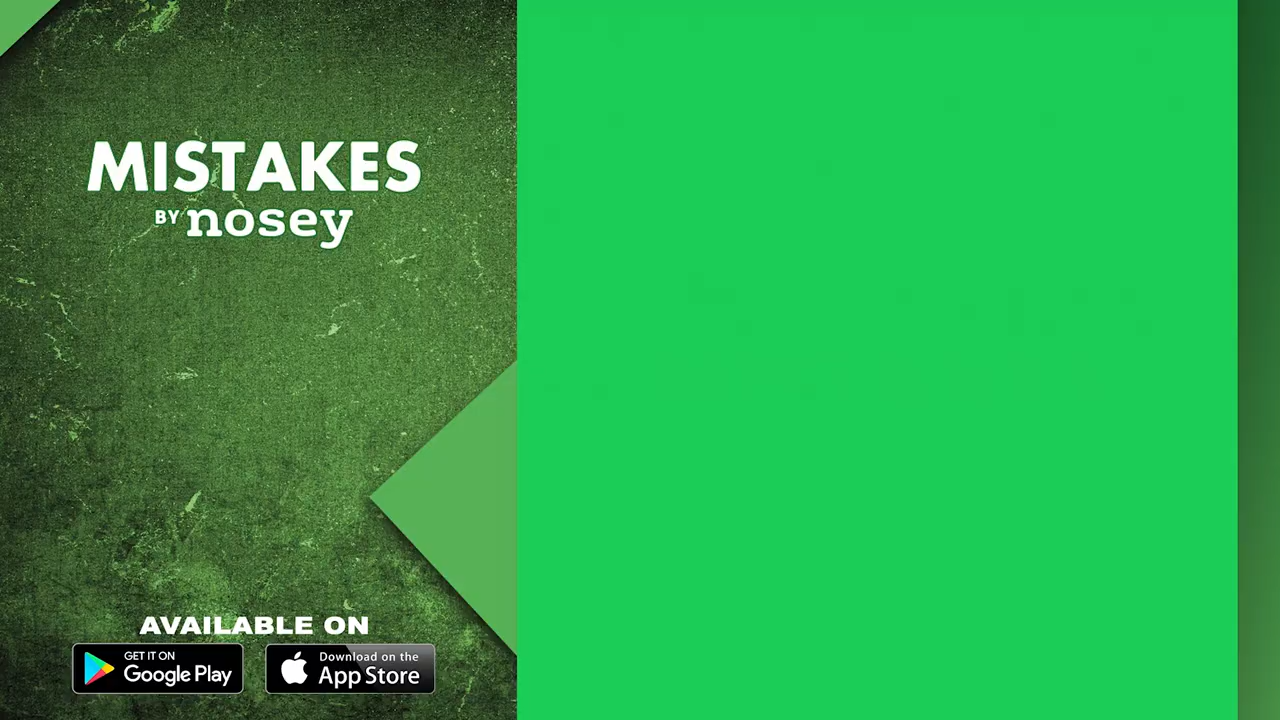 MISTAKES
BY nosey
AVAILABLE ON
GET IT ON
Google Play
Download on the
App Store